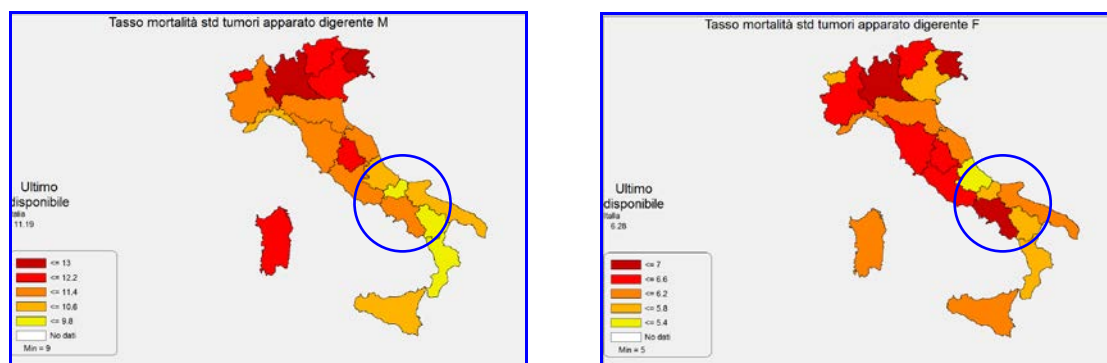 Tasso mortalità std tumori apparato digerente M
Ultimo
disponibile
Italia
11.19
<= 13
<= 12.2
<= 11.4
<= 10.6
<= 9.8
No dati
Min = 9
Tasso mortalità std tumori apparato digerente F
Ultimo
disponibile
Italia
6.28
<= 7
<= 6.6
<= 6.2
<= 5.8
<= 5.4
No dati
Min = 5